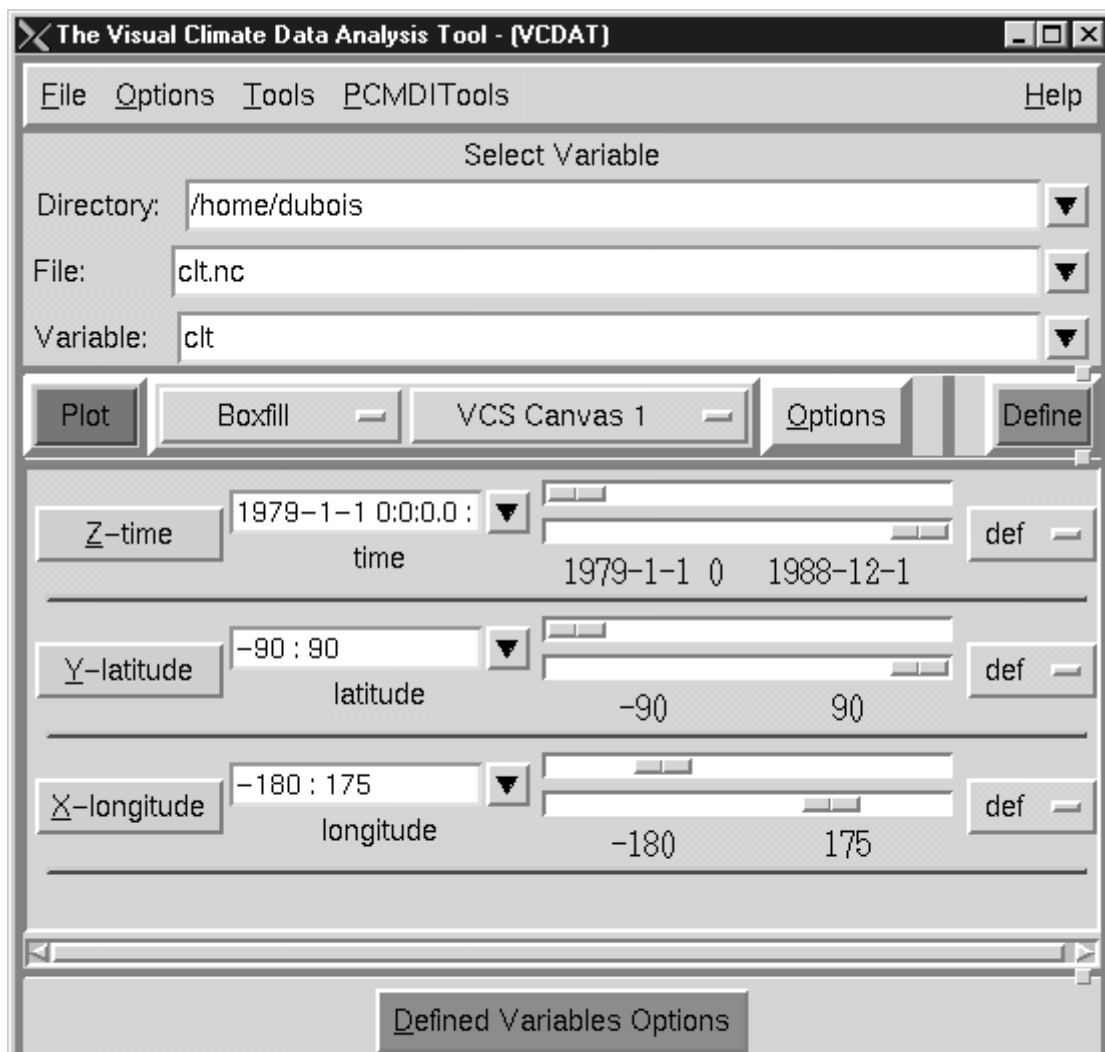 The Visual Climate Data Analysis Tool - (VCDAT)
File Options Tools PCMDITools Help
Select Variable
Directory: /home/dubois
File: clt.nc
Variable: clt
Plot Boxfill VCS Canvas 1 Options Define
Z-time 1979-1-1 0:0:0.0 : def
time
1979-1-1 0 1988-12-1
Y-latitude -90 : 90 def
latitude
-90 90
X-longitude -180 : 175 def
longitude
-180 175
Defined Variables Options